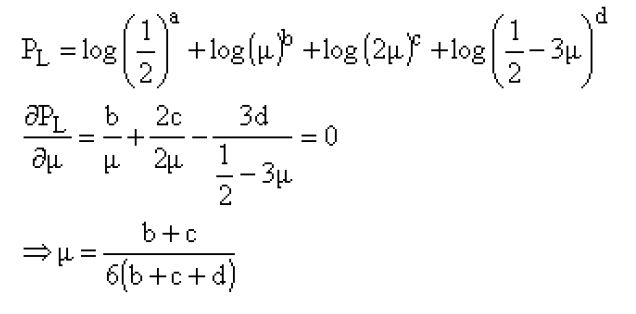 P_L = log(1/2)^a + log(μ)^b + log(2μ)^c + log(1/2 − 3μ)^d
∂P_L/∂μ = b/μ + 2c/2μ − 3d/(1/2 − 3μ) = 0
⇒ μ = (b + c)/(6(b + c + d))